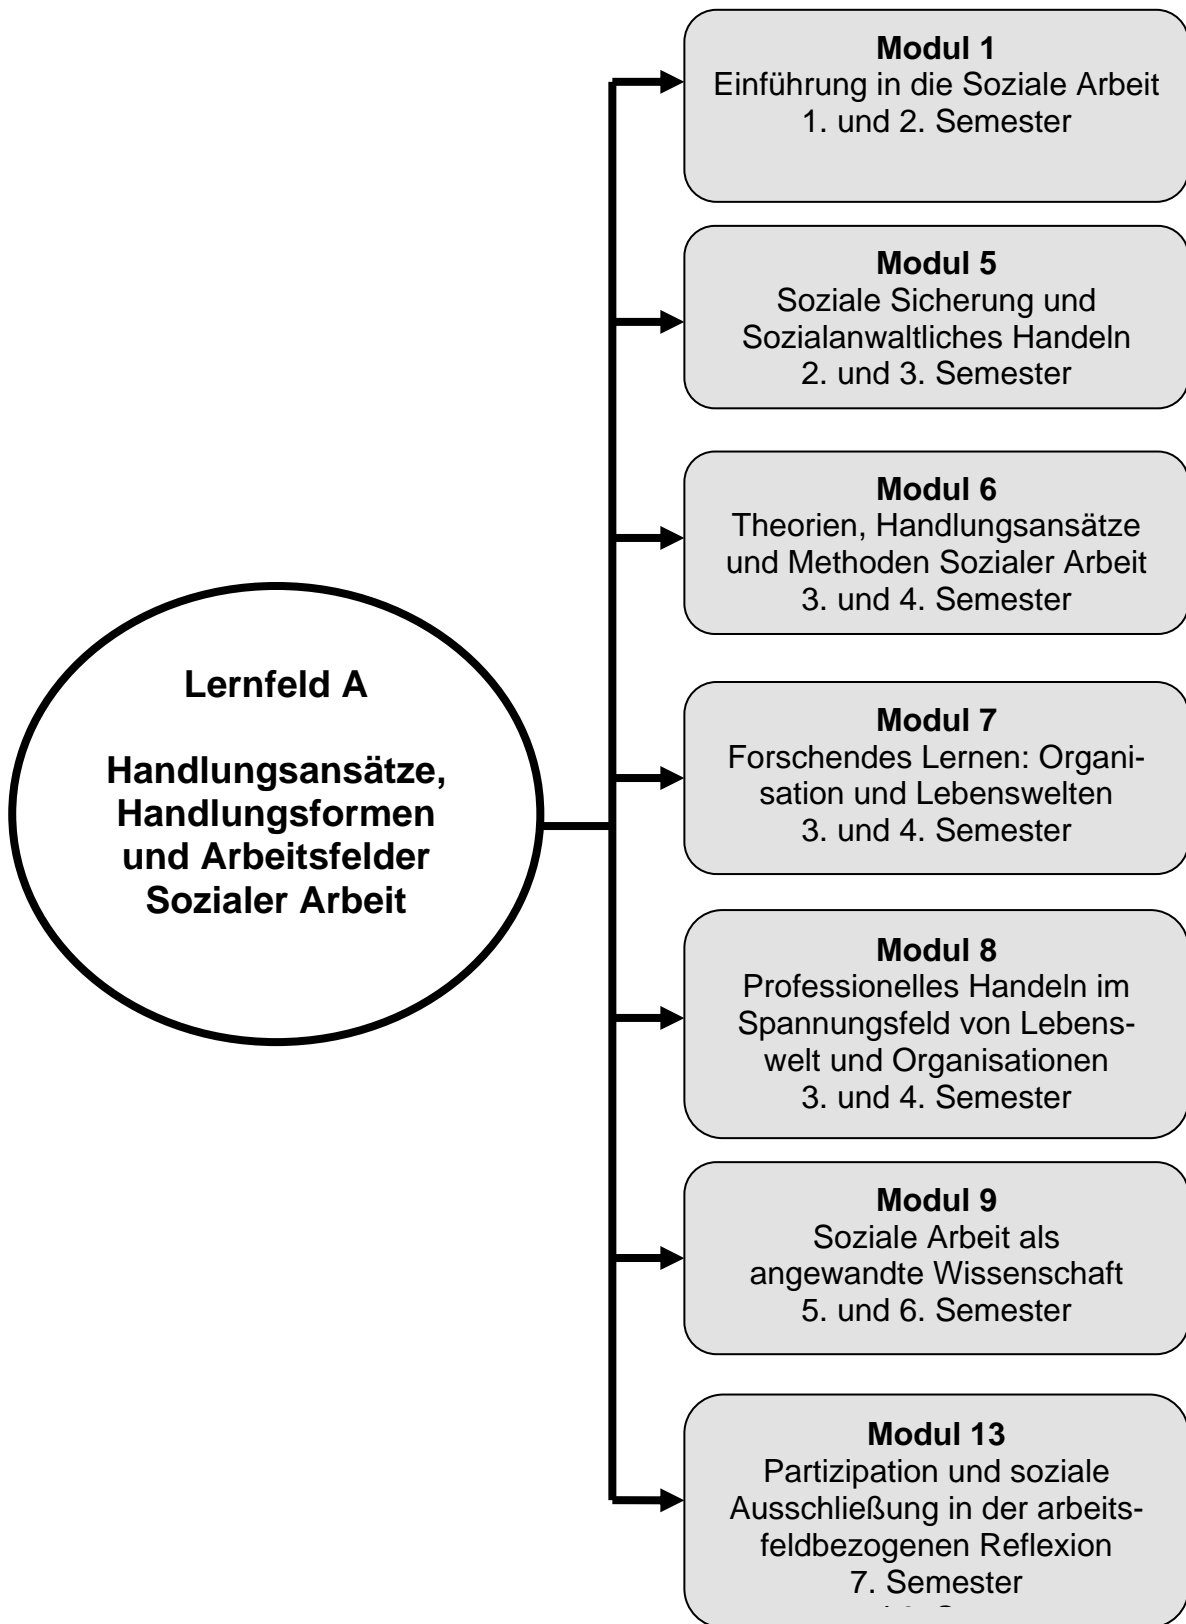 Modul 1
Einführung in die Soziale Arbeit
1. und 2. Semester
Modul 5
Soziale Sicherung und
Sozialanwaltliches Handeln
2. und 3. Semester
Modul 6
Theorien, Handlungsansätze
und Methoden Sozialer Arbeit
3. und 4. Semester
Lernfeld A
Handlungsansätze,
Handlungsformen
und Arbeitsfelder
Sozialer Arbeit
Modul 7
Forschendes Lernen: Organi-
sation und Lebenswelten
3. und 4. Semester
Modul 8
Professionelles Handeln im
Spannungsfeld von Lebens-
welt und Organisationen
3. und 4. Semester
Modul 9
Soziale Arbeit als
angewandte Wissenschaft
5. und 6. Semester
Modul 13
Partizipation und soziale
Ausschließung in der arbeits-
feldbezogenen Reflexion
7. Semester